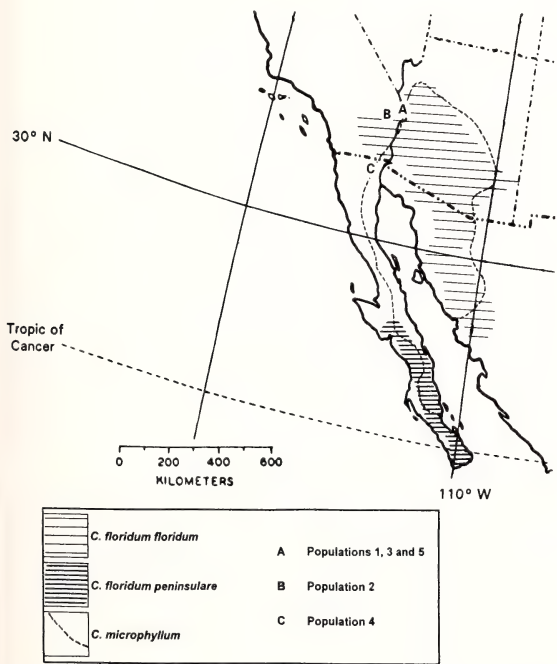 A
B
30° N
C
Tropic of
Cancer
0 200 400 600
KILOMETERS
110° W
C. floridum floridum
A Populations 1, 3 and 5
C. floridum peninsulare
B Population 2
C. microphyllum
C Population 4